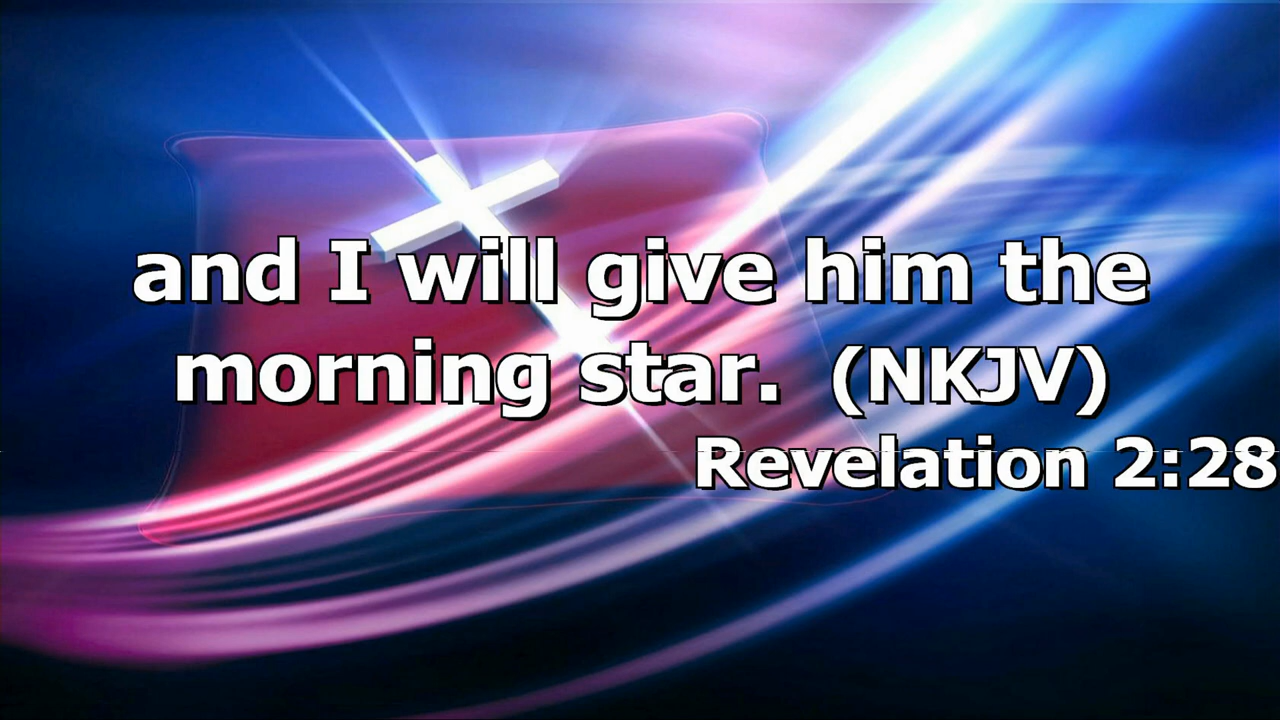 and I will give him the
morning star. (NKJV)
Revelation 2:28